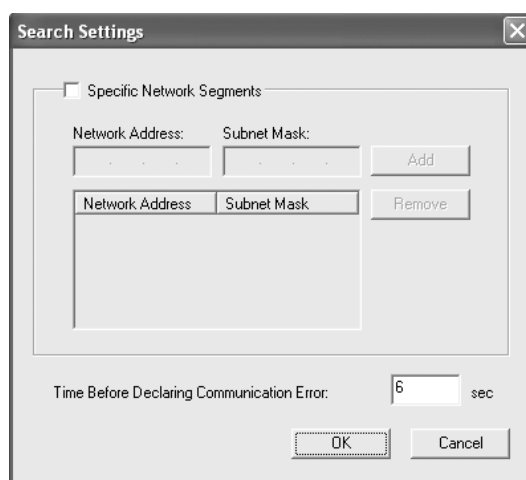 Search Settings
Specific Network Segments
Network Address: Subnet Mask:
Add
Network Address Subnet Mask
Remove
Time Before Declaring Communication Error: 6 sec
OK Cancel